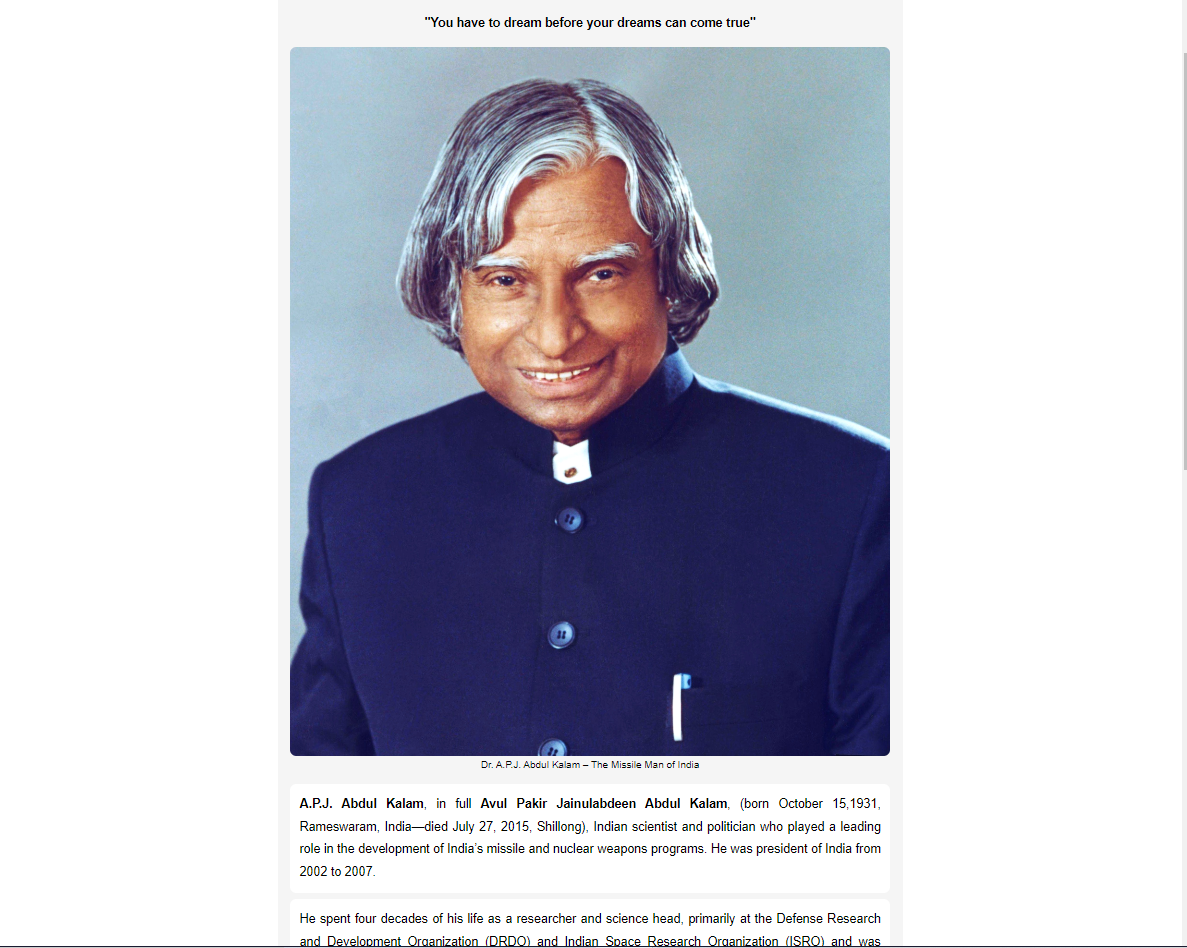 "You have to dream before your dreams can come true"
Dr. A.P.J. Abdul Kalam – The Missile Man of India
A.P.J. Abdul Kalam, in full Avul Pakir Jainulabdeen Abdul Kalam, (born October 15,1931,
Rameswaram, India—died July 27, 2015, Shillong), Indian scientist and politician who played a leading
role in the development of India's missile and nuclear weapons programs. He was president of India from
2002 to 2007.
He spent four decades of his life as a researcher and science head, primarily at the Defense Research
and Development Organization (DRDO) and Indian Space Research Organization (ISRO) and was